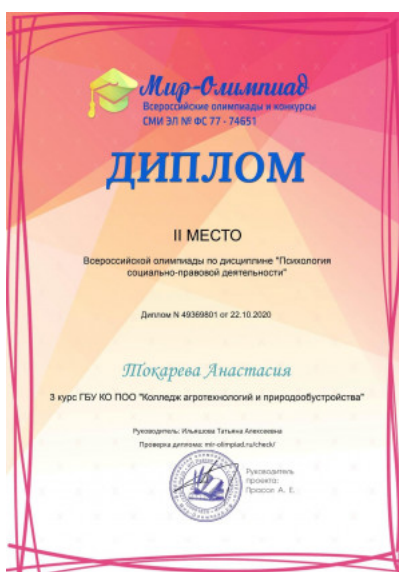 Мир-Олимпиад
Всероссийские олимпиады и конкурсы
СМИ ЭЛ № ФС 77 - 74651
ДИПЛОМ
II МЕСТО
Всероссийской олимпиады по дисциплине "Психология
социально-правовой деятельности"
Диплом N 49369801 от 22.10.2020
Токарева Анастасия
3 курс ГБУ КО ПОО "Колледж агротехнологий и природообустройства"
Руководитель: Ильяшова Татьяна Алексеевна
Проверка диплома: mir-olimpiad.ru/check/
Руководитель
проекта:
Прасол А. Е.